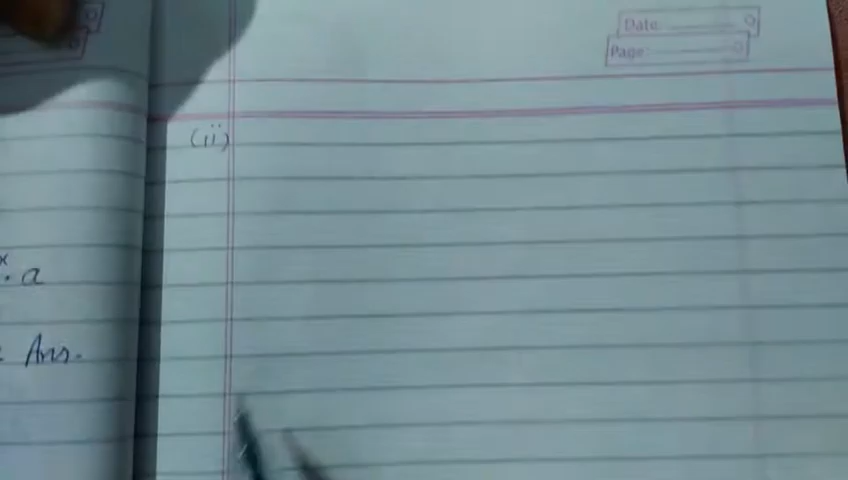 Date
Page
(ii)
x
. a
Ans.